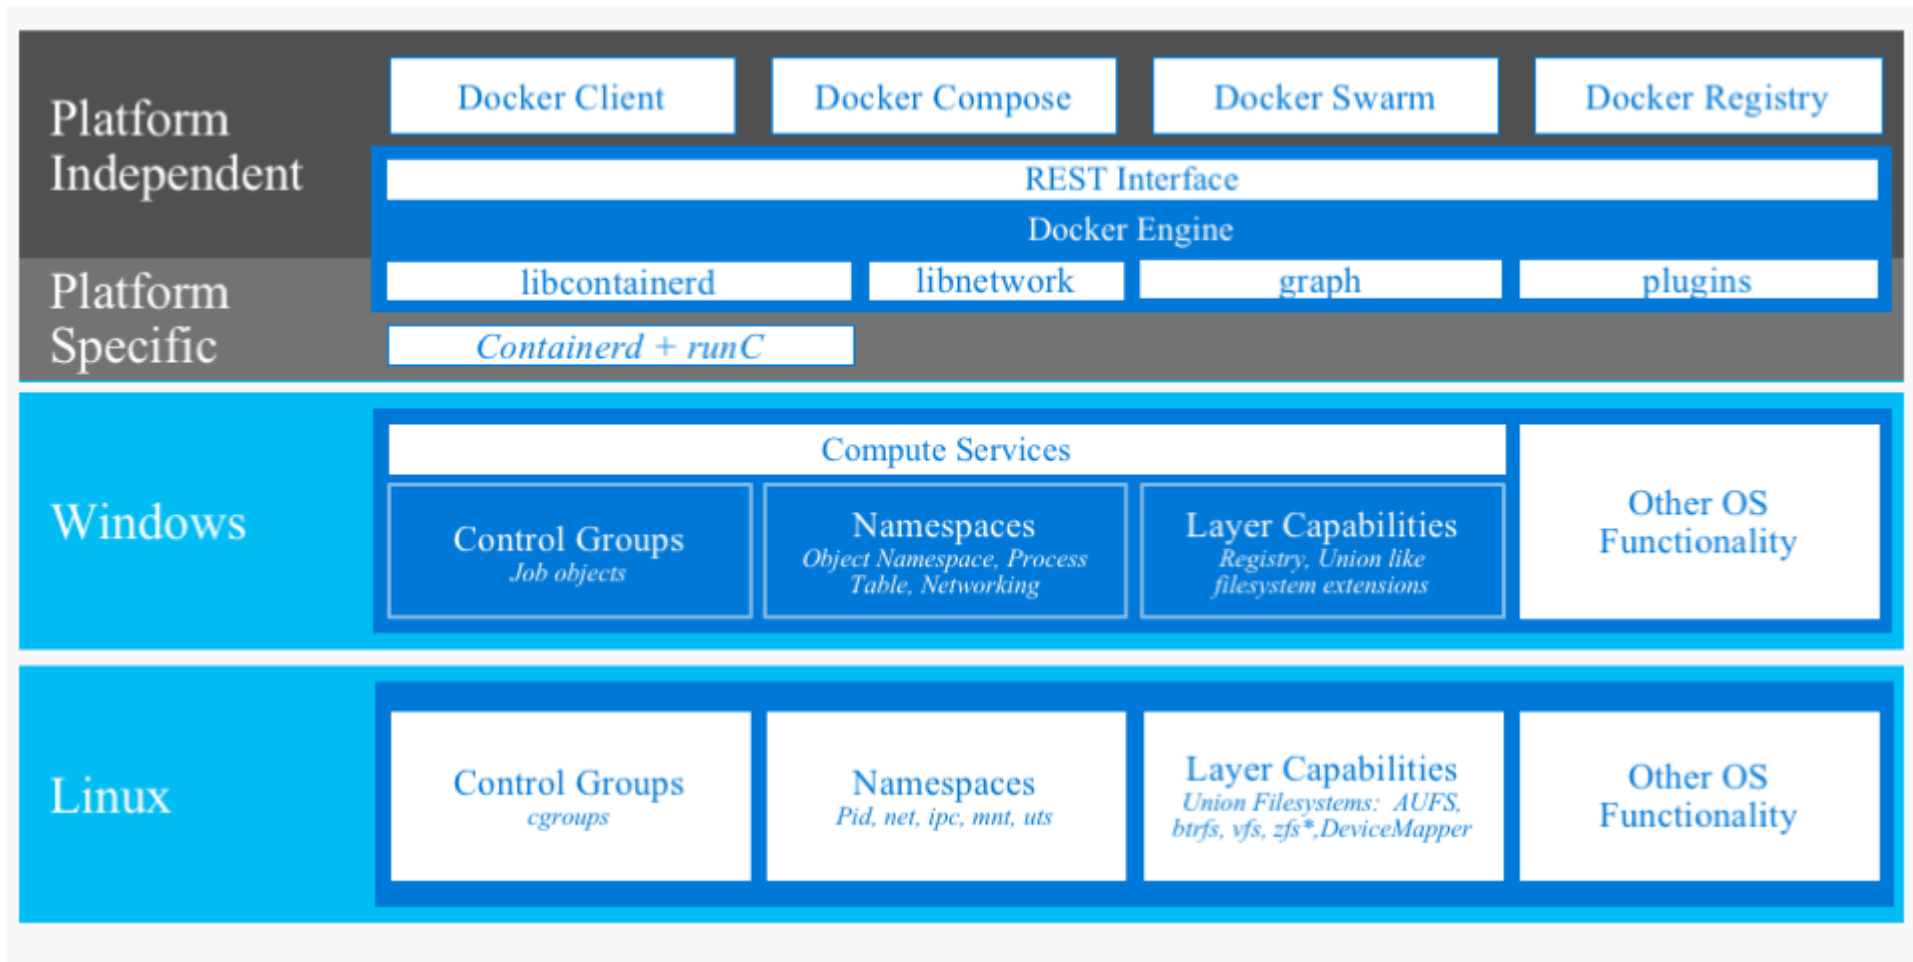 Platform
Independent
Docker Client
Docker Compose
Docker Swarm
Docker Registry
REST Interface
Docker Engine
Platform
Specific
libcontainerd
libnetwork
graph
plugins
Containerd + runC
Windows
Compute Services
Control Groups
Job objects
Namespaces
Object Namespace, Process
Table, Networking
Layer Capabilities
Registry, Union like
filesystem extensions
Other OS
Functionality
Linux
Control Groups
cgroups
Namespaces
Pid, net, ipc, mnt, uts
Layer Capabilities
Union Filesystems:  AUFS,
btrfs, vfs, zfs*,DeviceMapper
Other OS
Functionality